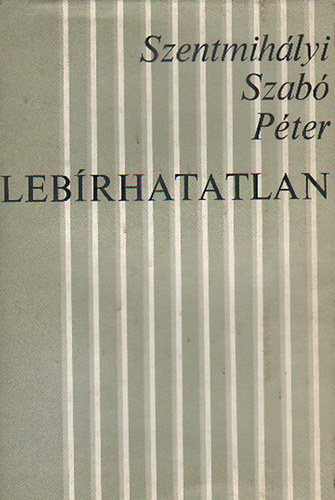 Szentmihályi
Szabó
Péter
LEBÍRHATATLAN